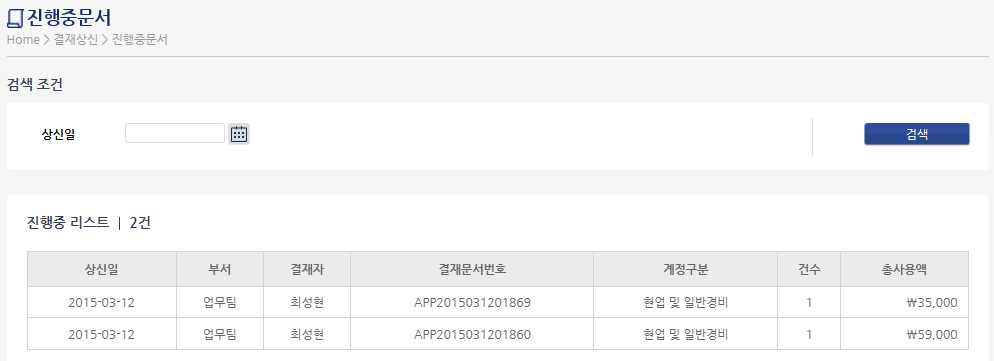 진행중문서
Home > 결재상신 > 진행중문서
검색 조건
상신일 검색
진행중 리스트 | 2건
상신일 부서 결재자 결재문서번호 계정구분 건수 총사용액
2015-03-12 업무팀 최성현 APP2015031201869 현업 및 일반경비 1 ₩35,000
2015-03-12 업무팀 최성현 APP2015031201860 현업 및 일반경비 1 ₩59,000